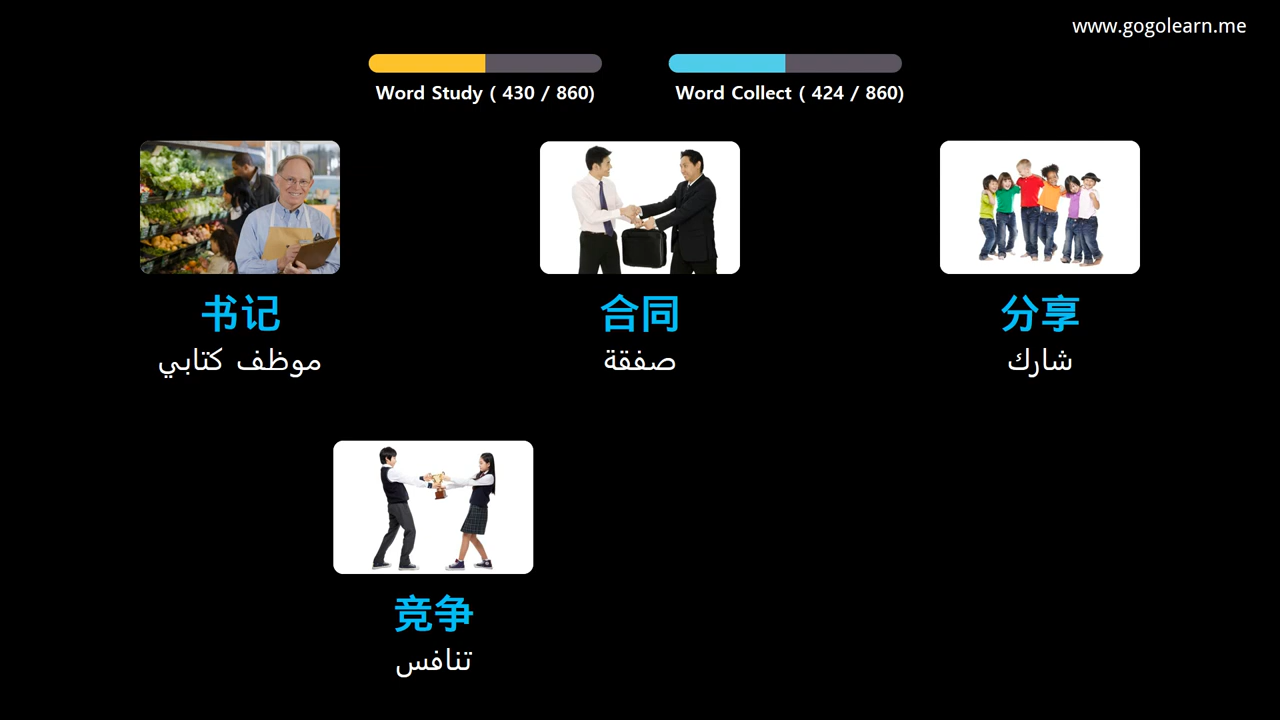 www.gogolearn.me
Word Study ( 430 / 860)
Word Collect ( 424 / 860)
书记
موظف كتابي
合同
صفقة
分享
شارك
竞争
تنافس